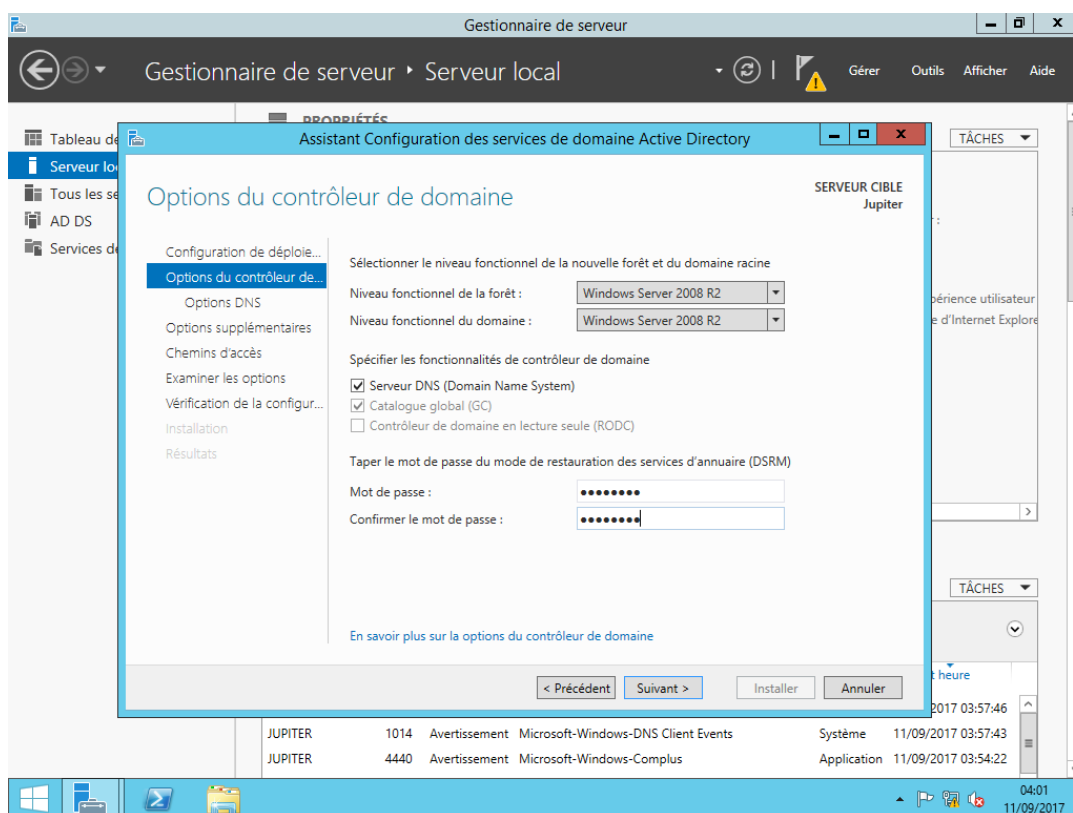 Gestionnaire de serveur
Gestionnaire de serveur ‣ Serveur local
Gérer Outils Afficher Aide
PROPRIÉTÉS
TÂCHES
Tableau de
Serveur lo
Tous les se
AD DS
Services de
Assistant Configuration des services de domaine Active Directory
Options du contrôleur de domaine
SERVEUR CIBLE
Jupiter
Configuration de déploie...
Options du contrôleur de...
Options DNS
Options supplémentaires
Chemins d'accès
Examiner les options
Vérification de la configur...
Installation
Résultats
Sélectionner le niveau fonctionnel de la nouvelle forêt et du domaine racine
Niveau fonctionnel de la forêt : Windows Server 2008 R2
Niveau fonctionnel du domaine : Windows Server 2008 R2
Spécifier les fonctionnalités de contrôleur de domaine
Serveur DNS (Domain Name System)
Catalogue global (GC)
Contrôleur de domaine en lecture seule (RODC)
Taper le mot de passe du mode de restauration des services d'annuaire (DSRM)
Mot de passe : ••••••••
Confirmer le mot de passe : ••••••••
En savoir plus sur la options du contrôleur de domaine
< Précédent Suivant > Installer Annuler
périence utilisateur
e d'Internet Explore
TÂCHES
t heure
2017 03:57:46
JUPITER 1014 Avertissement Microsoft-Windows-DNS Client Events Système 11/09/2017 03:57:43
JUPITER 4440 Avertissement Microsoft-Windows-Complus Application 11/09/2017 03:54:22
04:01
11/09/2017